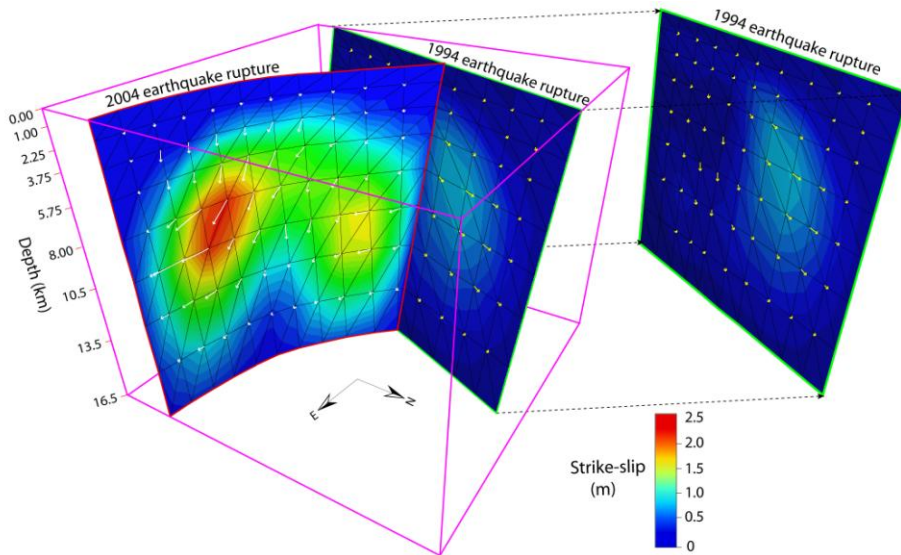 1994 earthquake rupture
1994 earthquake rupture
2004 earthquake rupture
0.00
1.00
2.25
3.75
5.75
8.00
10.5
13.5
16.5
Depth (km)
E
N
Strike-slip
(m)
2.5
2.0
1.5
1.0
0.5
0